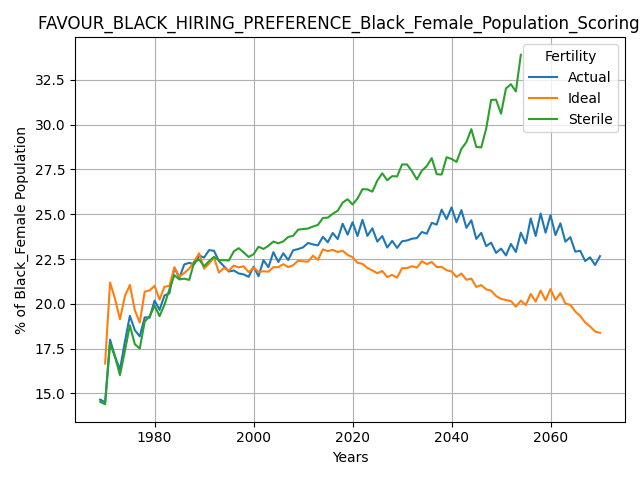 FAVOUR_BLACK_HIRING_PREFERENCE_Black_Female_Population_Scoring
% of Black_Female Population
32.5
30.0
27.5
25.0
22.5
20.0
17.5
15.0
Fertility
Actual
Ideal
Sterile
1980
2000
2020
2040
2060
Years